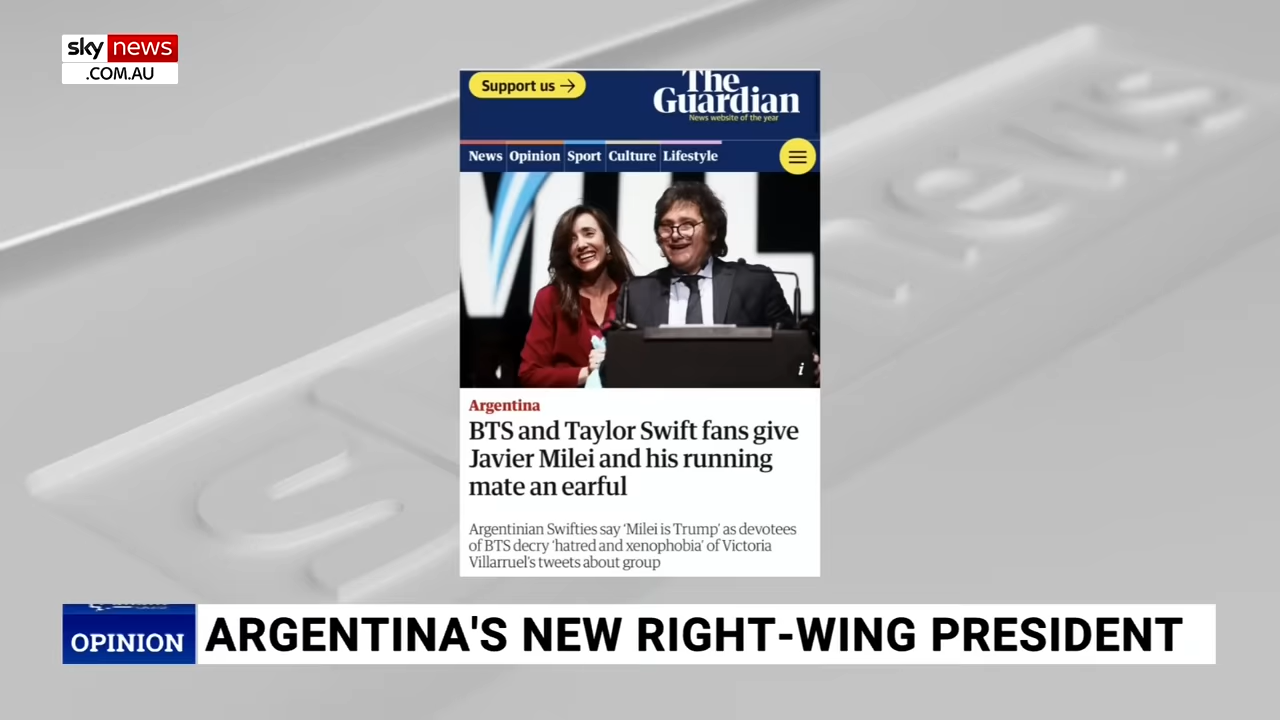 sky news
.COM.AU
Support us →
The
Guardian
News website of the year
News Opinion Sport Culture Lifestyle
i
Argentina
BTS and Taylor Swift fans give
Javier Milei and his running
mate an earful
Argentinian Swifties say ‘Milei is Trump’ as devotees
of BTS decry ‘hatred and xenophobia’ of Victoria
Villarruel’s tweets about group
OPINION
ARGENTINA'S NEW RIGHT-WING PRESIDENT